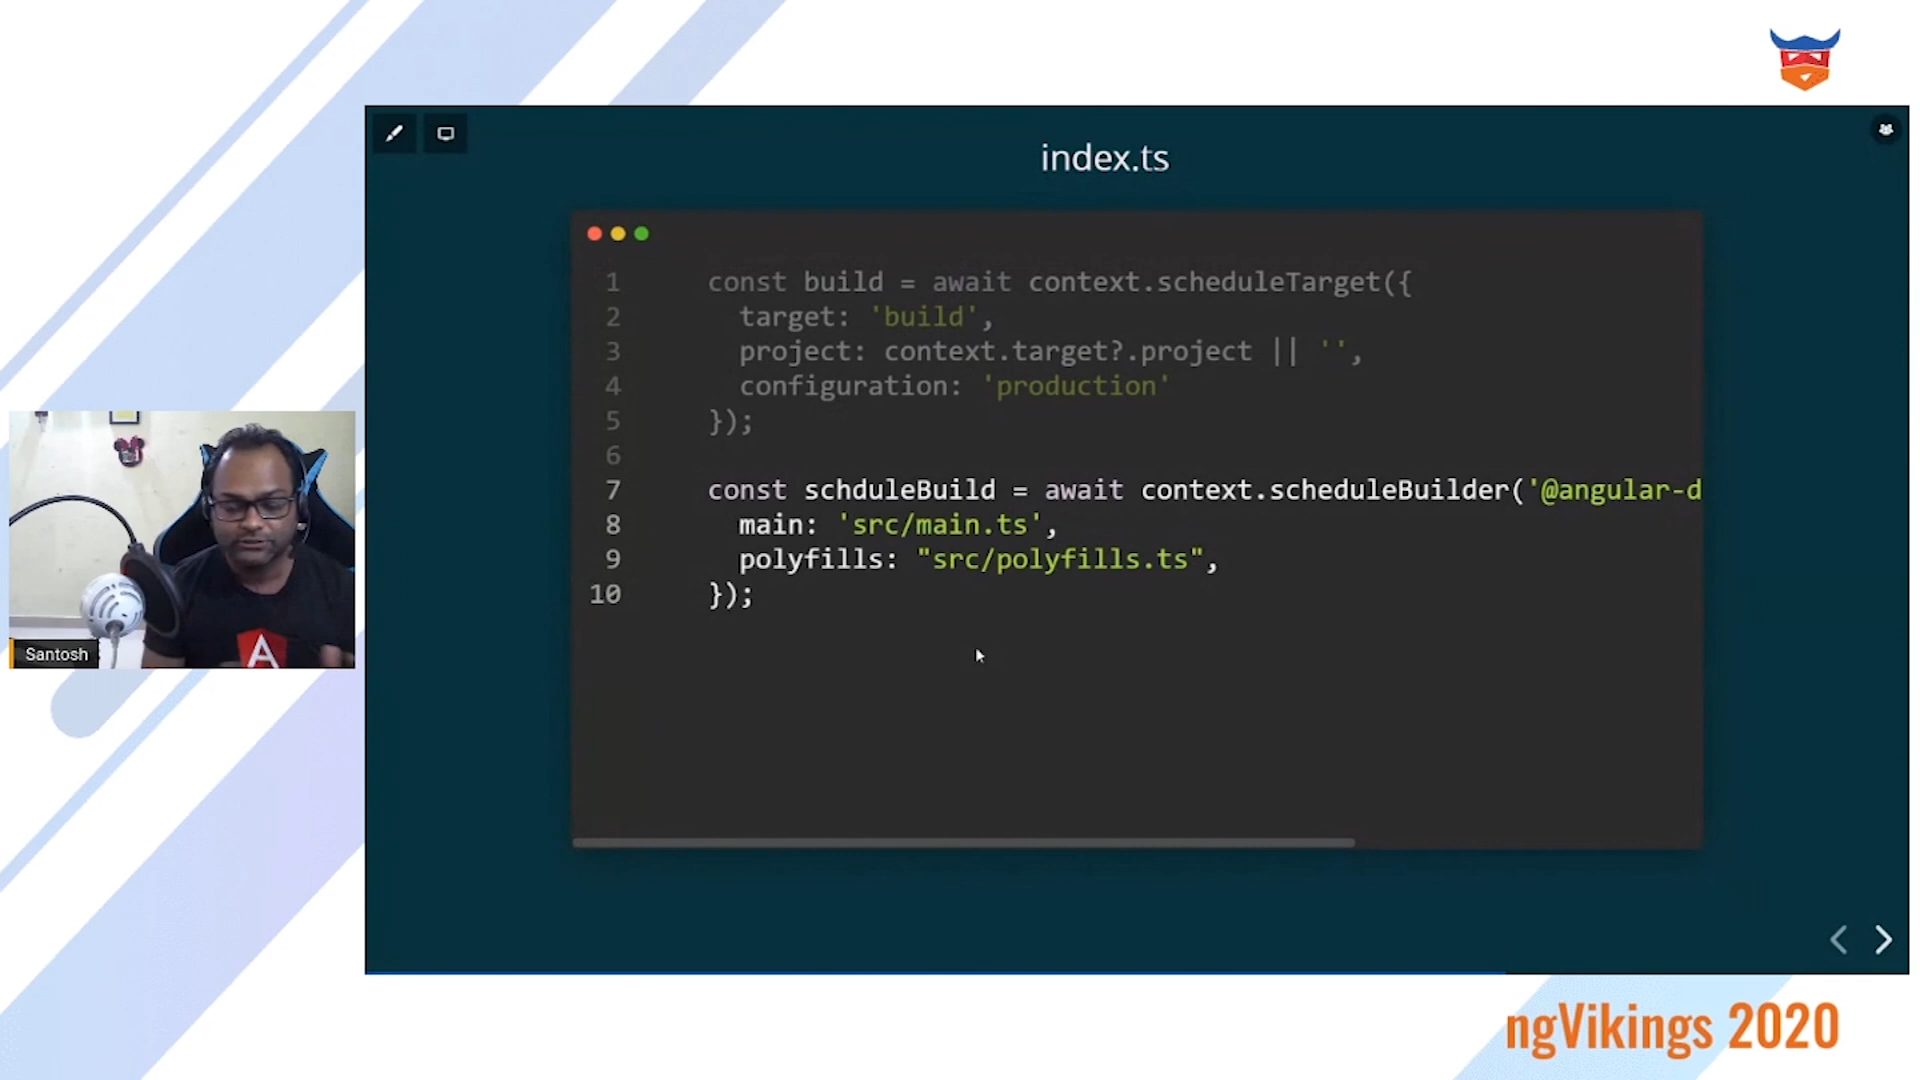 index.ts
1 const build = await context.scheduleTarget({
2 target: 'build',
3 project: context.target?.project || '',
4 configuration: 'production'
5 });
6
7 const schduleBuild = await context.scheduleBuilder('@angular-d
8 main: 'src/main.ts',
9 polyfills: "src/polyfills.ts",
10 });
Santosh
ngVikings 2020